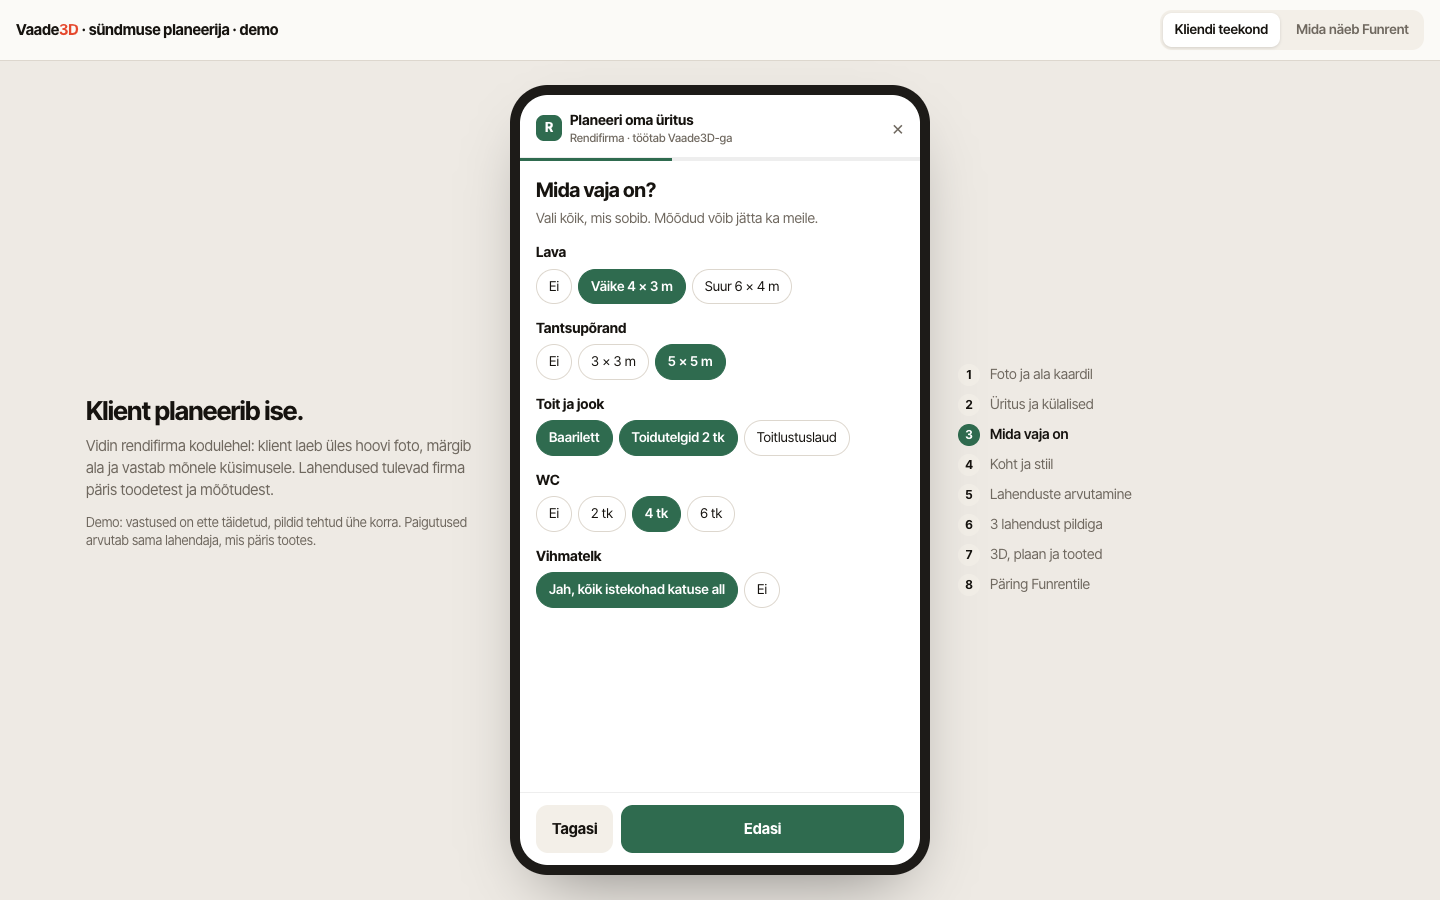 Vaade3D · sündmuse planeerija · demo
Kliendi teekond
Mida näeb Funrent
R
Planeeri oma üritus
Rendifirma · töötab Vaade3D-ga
×
Mida vaja on?
Vali kõik, mis sobib. Mõõdud võib jätta ka meile.
Lava
Ei
Väike 4 × 3 m
Suur 6 × 4 m
Tantsupõrand
Ei
3 × 3 m
5 × 5 m
Toit ja jook
Baarilett
Toidutelgid 2 tk
Toitlustuslaud
WC
Ei
2 tk
4 tk
6 tk
Vihmatelk
Jah, kõik istekohad katuse all
Ei
Tagasi
Edasi
Klient planeerib ise.
Vidin rendifirma kodulehel: klient laeb üles hoovi foto, märgib
ala ja vastab mõnele küsimusele. Lahendused tulevad firma
päris toodetest ja mõõtudest.
Demo: vastused on ette täidetud, pildid tehtud ühe korra. Paigutused
arvutab sama lahendaja, mis päris tootes.
1 Foto ja ala kaardil
2 Üritus ja külalised
3 Mida vaja on
4 Koht ja stiil
5 Lahenduste arvutamine
6 3 lahendust pildiga
7 3D, plaan ja tooted
8 Päring Funrentile